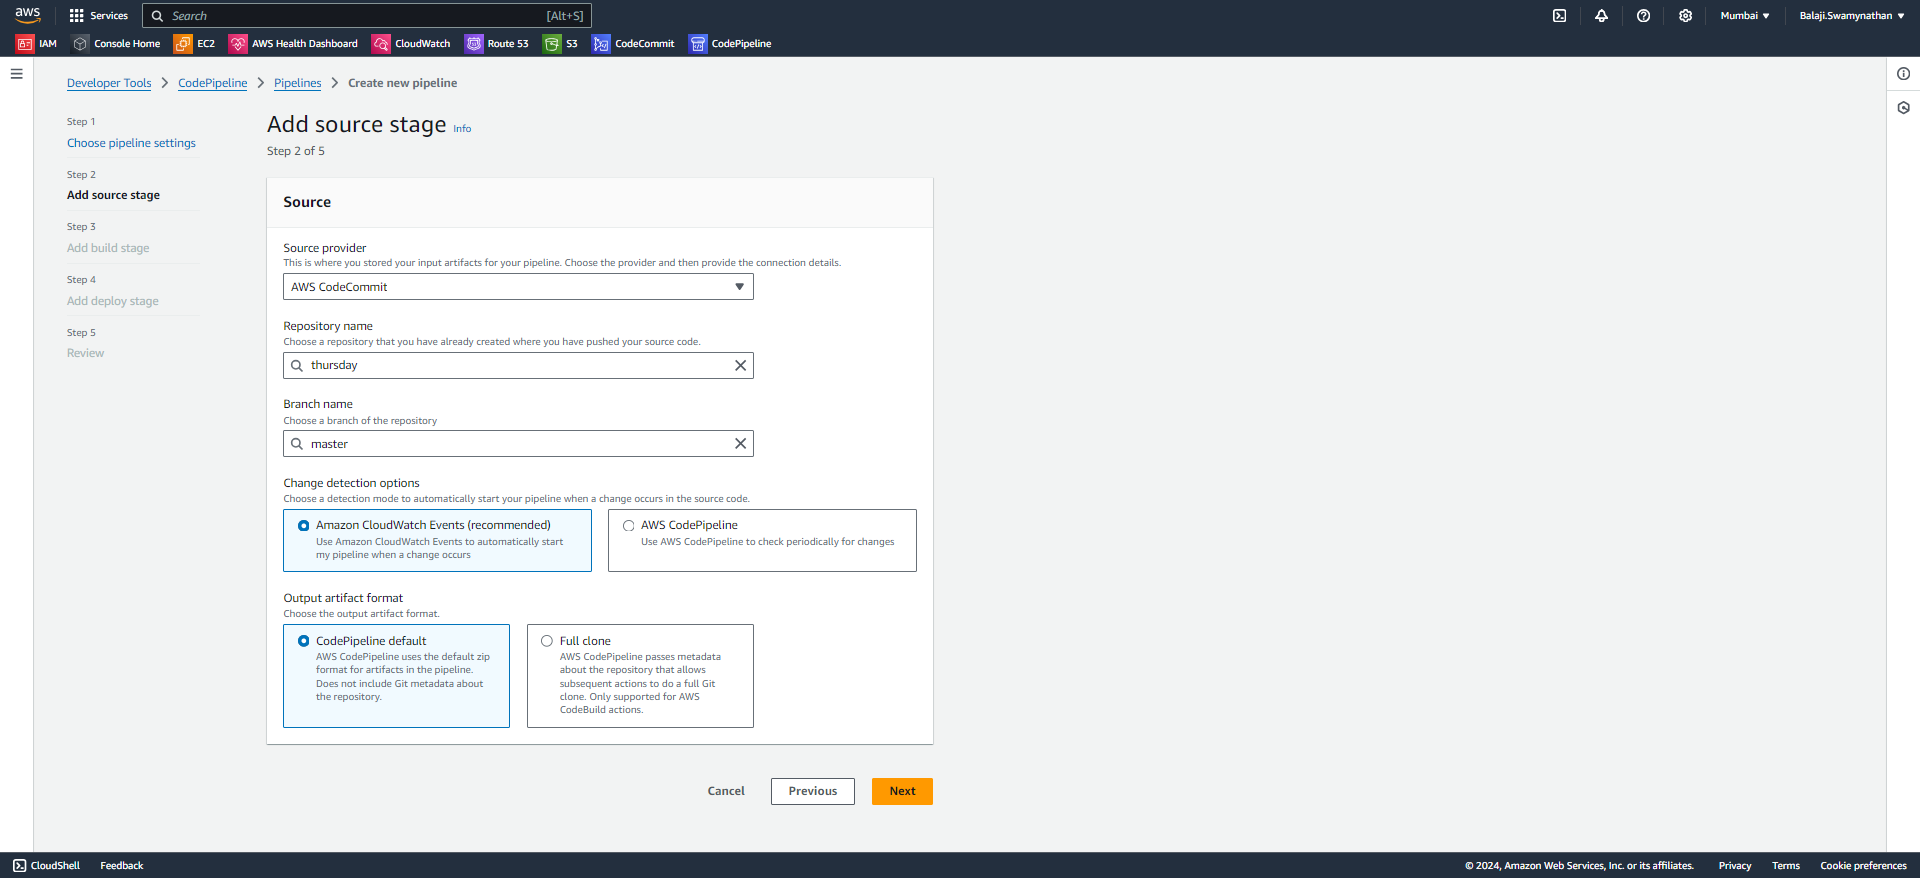 aws
Services
Search [Alt+S]
Mumbai ▼
Balaji.Swamynathan ▼
IAM
Console Home
EC2
AWS Health Dashboard
CloudWatch
Route 53
S3
CodeCommit
CodePipeline
Developer Tools > CodePipeline > Pipelines > Create new pipeline
Step 1
Choose pipeline settings
Step 2
Add source stage
Step 3
Add build stage
Step 4
Add deploy stage
Step 5
Review
Add source stage Info
Step 2 of 5
Source
Source provider
This is where you stored your input artifacts for your pipeline. Choose the provider and then provide the connection details.
AWS CodeCommit
Repository name
Choose a repository that you have already created where you have pushed your source code.
thursday
Branch name
Choose a branch of the repository
master
Change detection options
Choose a detection mode to automatically start your pipeline when a change occurs in the source code.
Amazon CloudWatch Events (recommended)
Use Amazon CloudWatch Events to automatically start
my pipeline when a change occurs
AWS CodePipeline
Use AWS CodePipeline to check periodically for changes
Output artifact format
Choose the output artifact format.
CodePipeline default
AWS CodePipeline uses the default zip
format for artifacts in the pipeline.
Does not include Git metadata about
the repository.
Full clone
AWS CodePipeline passes metadata
about the repository that allows
subsequent actions to do a full Git
clone. Only supported for AWS
CodeBuild actions.
Cancel
Previous
Next
CloudShell
Feedback
© 2024, Amazon Web Services, Inc. or its affiliates.
Privacy
Terms
Cookie preferences